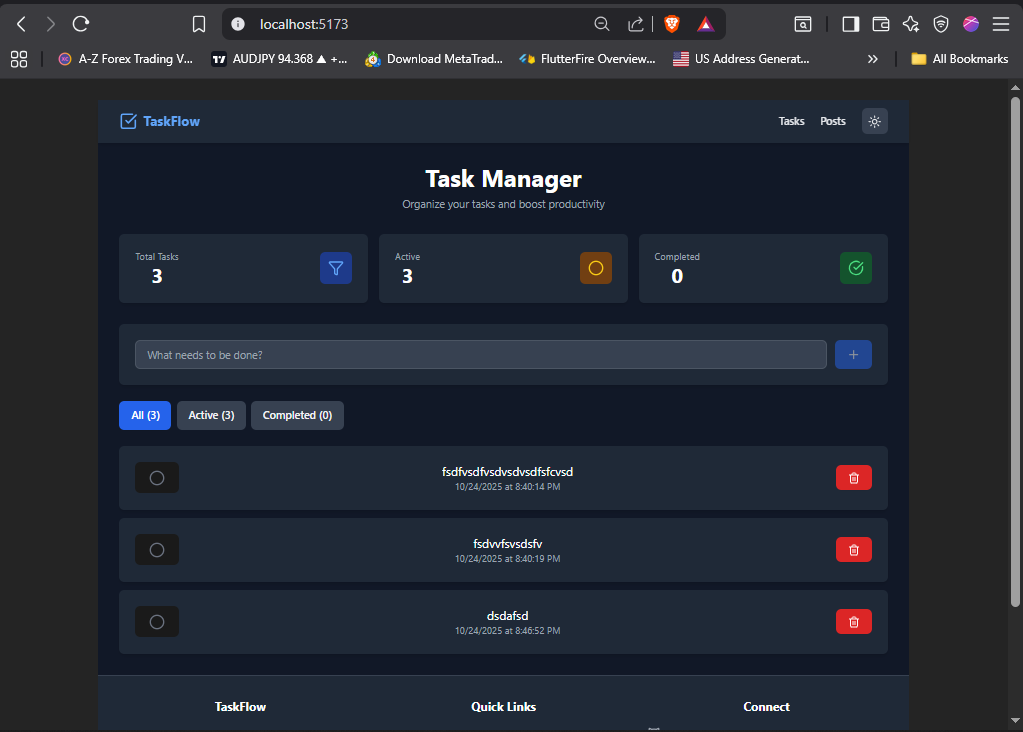 localhost:5173
A-Z Forex Trading V...
AUDJPY 94.368 ▲ +...
Download MetaTrad...
FlutterFire Overview...
US Address Generat...
All Bookmarks
TaskFlow
Tasks
Posts
Task Manager
Organize your tasks and boost productivity
Total Tasks
3
Active
3
Completed
0
What needs to be done?
All (3)
Active (3)
Completed (0)
fsdfvsdfvsdvsdvsdfsfcvsd
10/24/2025 at 8:40:14 PM
fsdvvfsvsdsfv
10/24/2025 at 8:40:19 PM
dsdafsd
10/24/2025 at 8:46:52 PM
TaskFlow
Quick Links
Connect